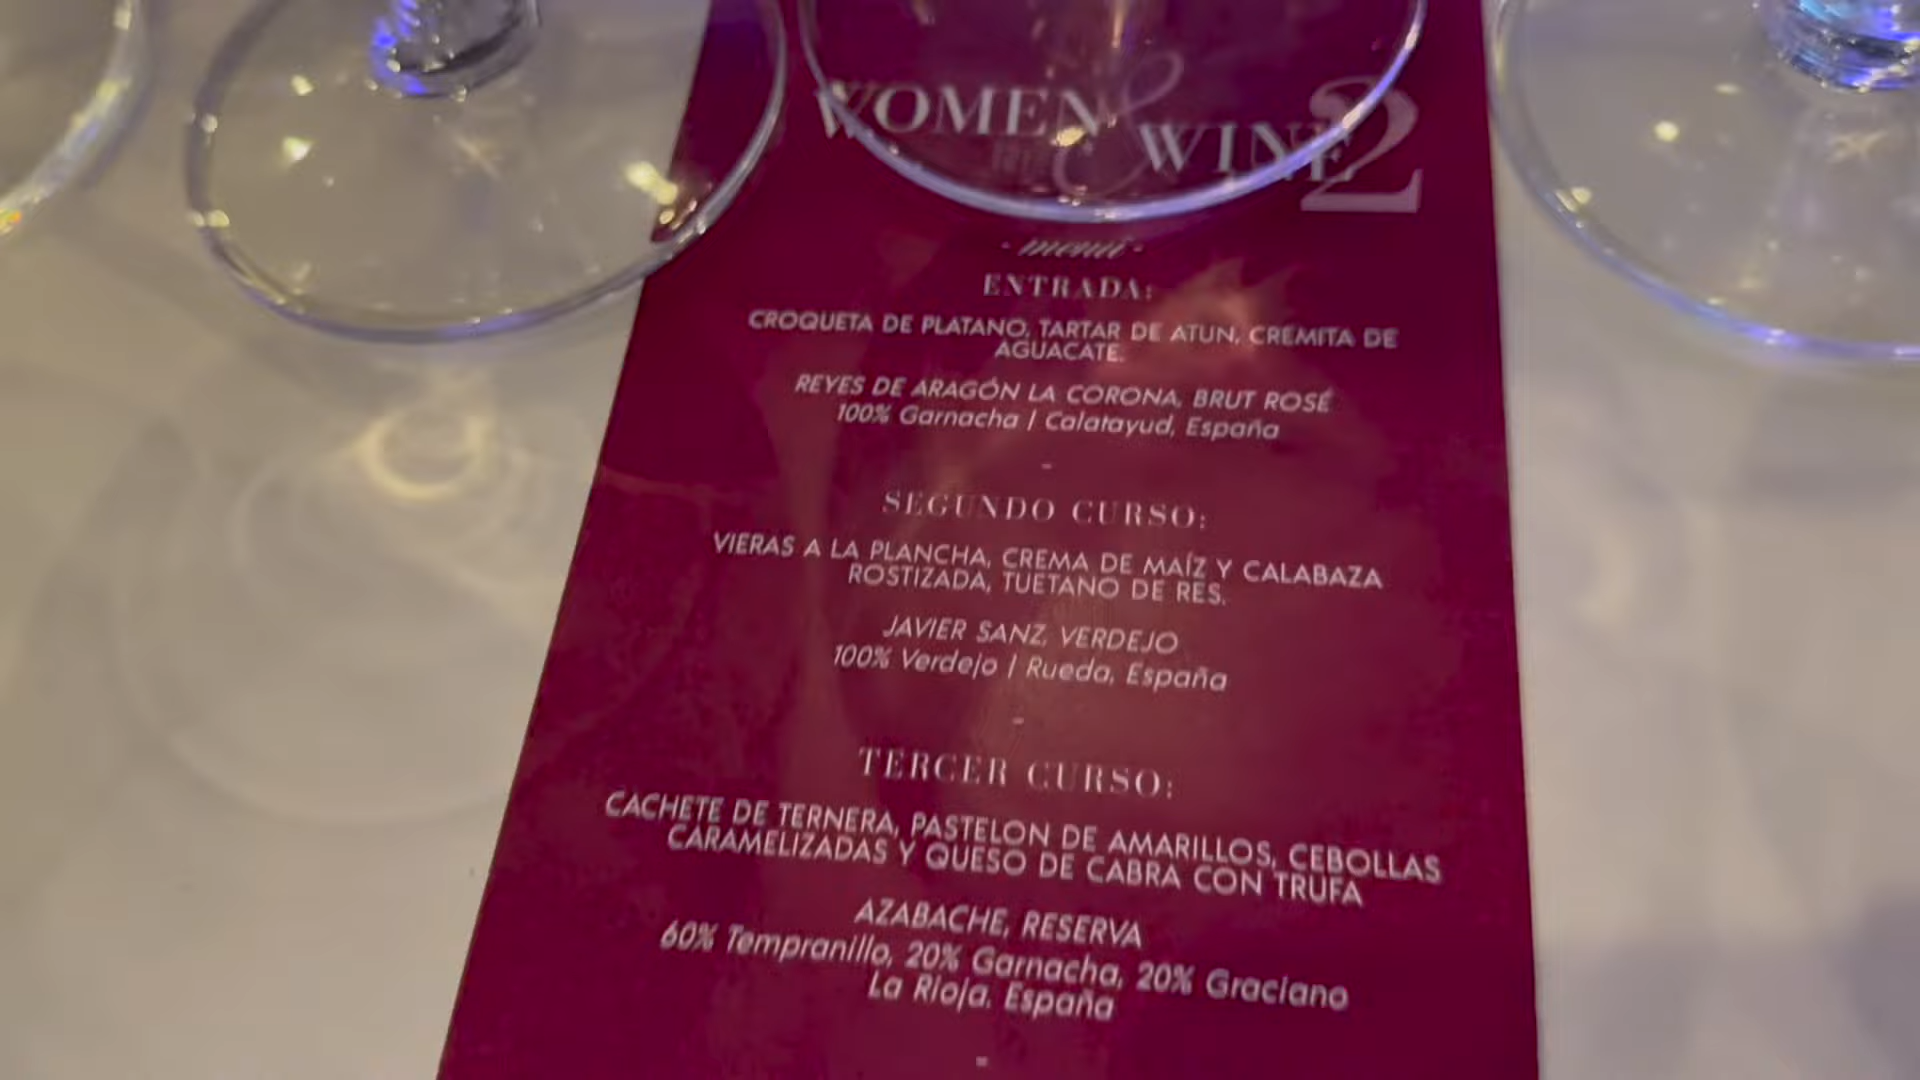 WOMEN & WINE 2
- menú -
ENTRADA:
CROQUETA DE PLATANO, TARTAR DE ATUN, CREMITA DE
AGUACATE.
REYES DE ARAGÓN LA CORONA, BRUT ROSÉ
100% Garnacha | Calatayud, España
-
SEGUNDO CURSO:
VIERAS A LA PLANCHA, CREMA DE MAÍZ Y CALABAZA
ROSTIZADA, TUETANO DE RES.
JAVIER SANZ, VERDEJO
100% Verdejo | Rueda, España
-
TERCER CURSO:
CACHETE DE TERNERA, PASTELON DE AMARILLOS, CEBOLLAS
CARAMELIZADAS Y QUESO DE CABRA CON TRUFA
AZABACHE, RESERVA
60% Tempranillo, 20% Garnacha, 20% Graciano
La Rioja, España
-